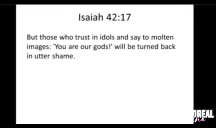 Isaiah 42:17
But those who trust in idols and say to molten
images: 'You are our gods!' will be turned back
in utter shame.